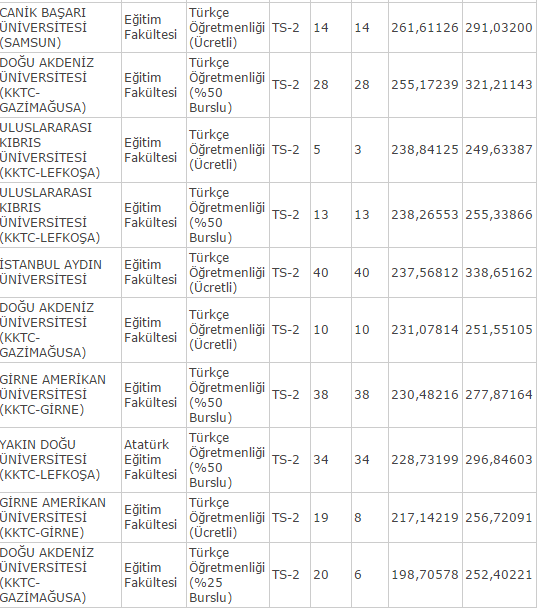 CANİK BAŞARI
ÜNİVERSİTESİ
(SAMSUN)
Eğitim
Fakültesi
Türkçe
Öğretmenliği
(Ücretli)
TS-2
14
14
261,61126
291,03200
DOĞU AKDENİZ
ÜNİVERSİTESİ
(KKTC-
GAZİMAĞUSA)
Eğitim
Fakültesi
Türkçe
Öğretmenliği
(%50
Burslu)
TS-2
28
28
255,17239
321,21143
ULUSLARARASI
KIBRIS
ÜNİVERSİTESİ
(KKTC-LEFKOŞA)
Eğitim
Fakültesi
Türkçe
Öğretmenliği
(Ücretli)
TS-2
5
3
238,84125
249,63387
ULUSLARARASI
KIBRIS
ÜNİVERSİTESİ
(KKTC-LEFKOŞA)
Eğitim
Fakültesi
Türkçe
Öğretmenliği
(%50
Burslu)
TS-2
13
13
238,26553
255,33866
İSTANBUL AYDIN
ÜNİVERSİTESİ
Eğitim
Fakültesi
Türkçe
Öğretmenliği
(Ücretli)
TS-2
40
40
237,56812
338,65162
DOĞU AKDENİZ
ÜNİVERSİTESİ
(KKTC-
GAZİMAĞUSA)
Eğitim
Fakültesi
Türkçe
Öğretmenliği
(Ücretli)
TS-2
10
10
231,07814
251,55105
GİRNE AMERİKAN
ÜNİVERSİTESİ
(KKTC-GİRNE)
Eğitim
Fakültesi
Türkçe
Öğretmenliği
(%50
Burslu)
TS-2
38
38
230,48216
277,87164
YAKIN DOĞU
ÜNİVERSİTESİ
(KKTC-LEFKOŞA)
Atatürk
Eğitim
Fakültesi
Türkçe
Öğretmenliği
(%50
Burslu)
TS-2
34
34
228,73199
296,84603
GİRNE AMERİKAN
ÜNİVERSİTESİ
(KKTC-GİRNE)
Eğitim
Fakültesi
Türkçe
Öğretmenliği
(Ücretli)
TS-2
19
8
217,14219
256,72091
DOĞU AKDENİZ
ÜNİVERSİTESİ
(KKTC-
GAZİMAĞUSA)
Eğitim
Fakültesi
Türkçe
Öğretmenliği
(%25
Burslu)
TS-2
20
6
198,70578
252,40221